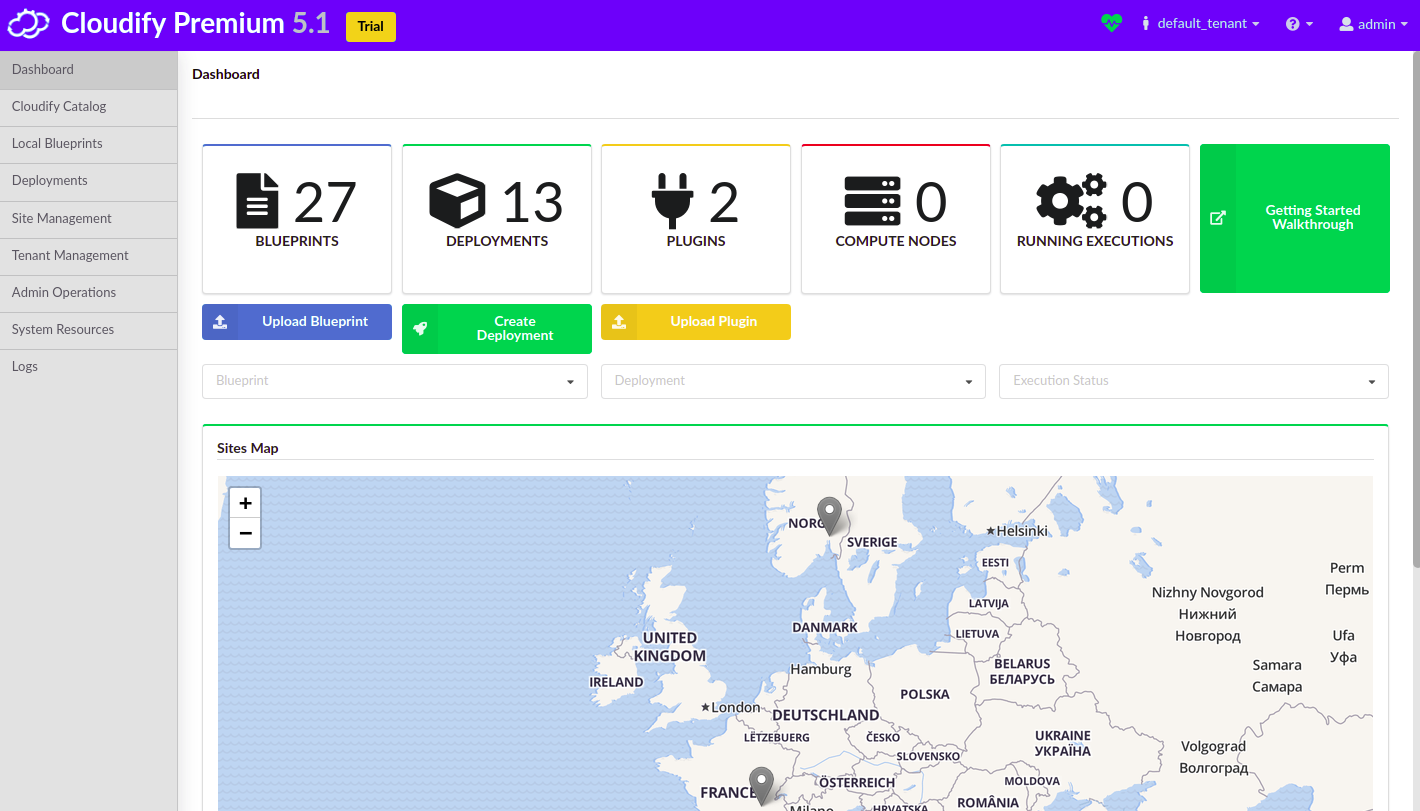 Cloudify Premium 5.1 Trial
default_tenant
admin
Dashboard
Cloudify Catalog
Local Blueprints
Deployments
Site Management
Tenant Management
Admin Operations
System Resources
Logs
Dashboard
27
BLUEPRINTS
13
DEPLOYMENTS
2
PLUGINS
0
COMPUTE NODES
0
RUNNING EXECUTIONS
Getting Started
Walkthrough
Upload Blueprint
Create
Deployment
Upload Plugin
Blueprint
Deployment
Execution Status
Sites Map
+
−
SVERIGE
Helsinki
EESTI
Perm
Пермь
Nizhny Novgorod
Нижний
Новгород
LATVIJA
DANMARK
LIETUVA
UNITED
KINGDOM
Ufa
Уфа
Hamburg
BELARUS
БЕЛАРУСЬ
Samara
Самара
IRELAND
POLSKA
London
DEUTSCHLAND
LËTZEBUERG
ČESKO
UKRAINE
УКРАЇНА
SLOVENSKO
Volgograd
Волгоград
ÖSTERREICH
MOLDOVA
FRANCE
ROMÂNIA
Milano
HRVATSKA